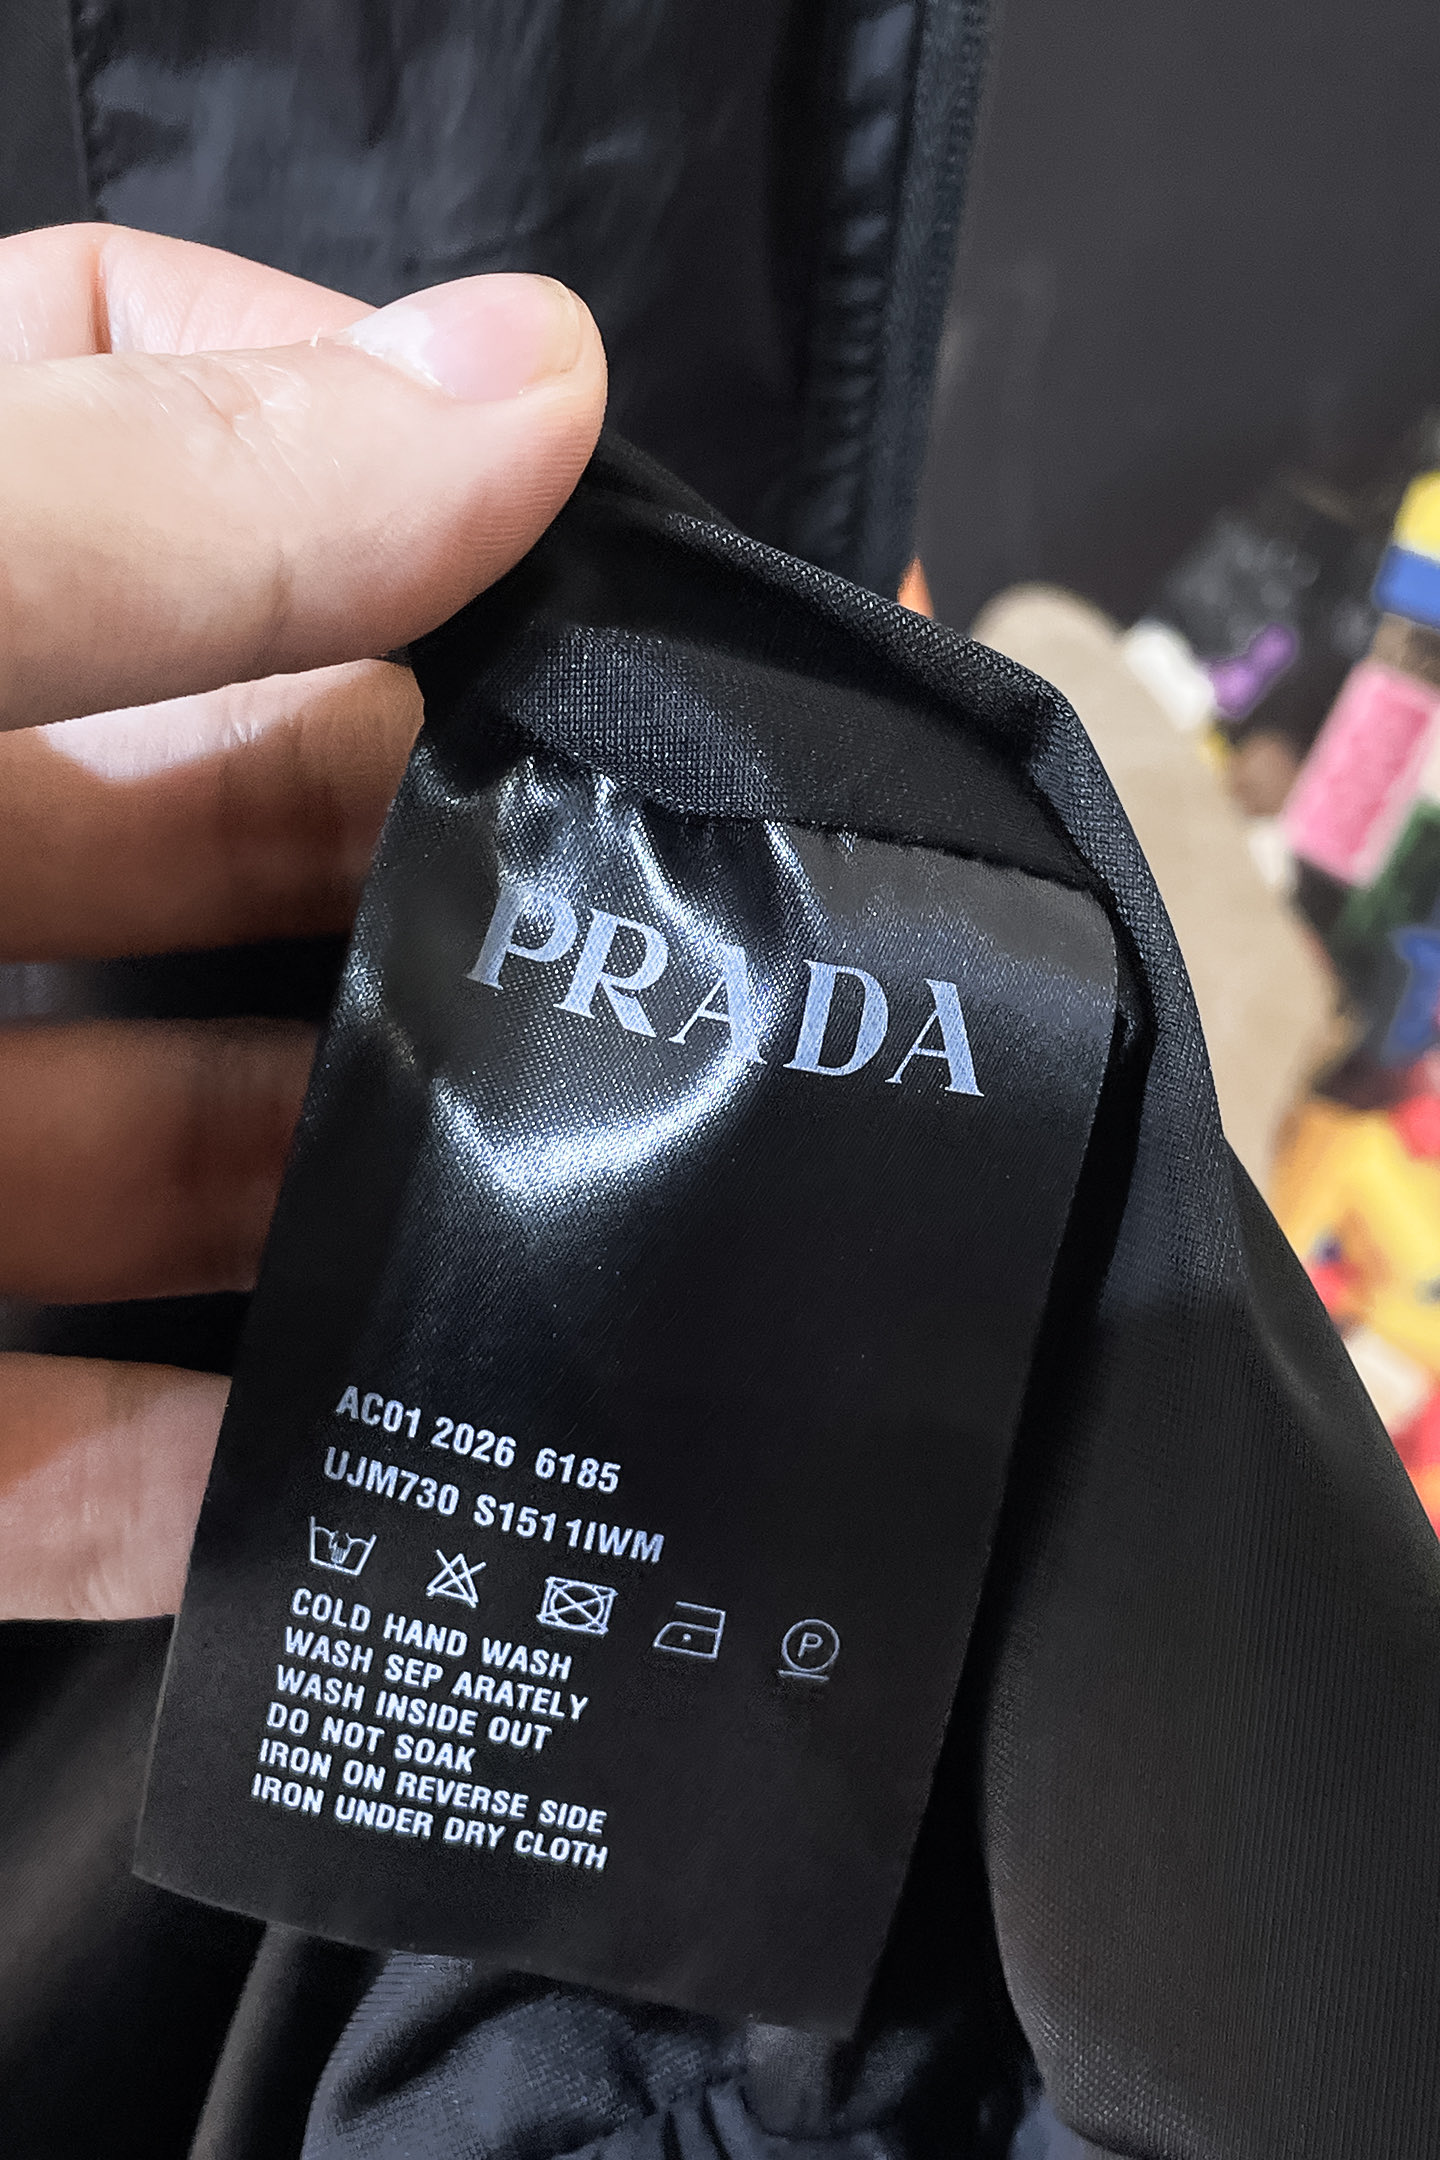 PRADA
AC01 2026 6185
UJM730 S1511IWM
P
COLD HAND WASH
WASH SEP ARATELY
WASH INSIDE OUT
DO NOT SOAK
IRON ON REVERSE SIDE
IRON UNDER DRY CLOTH